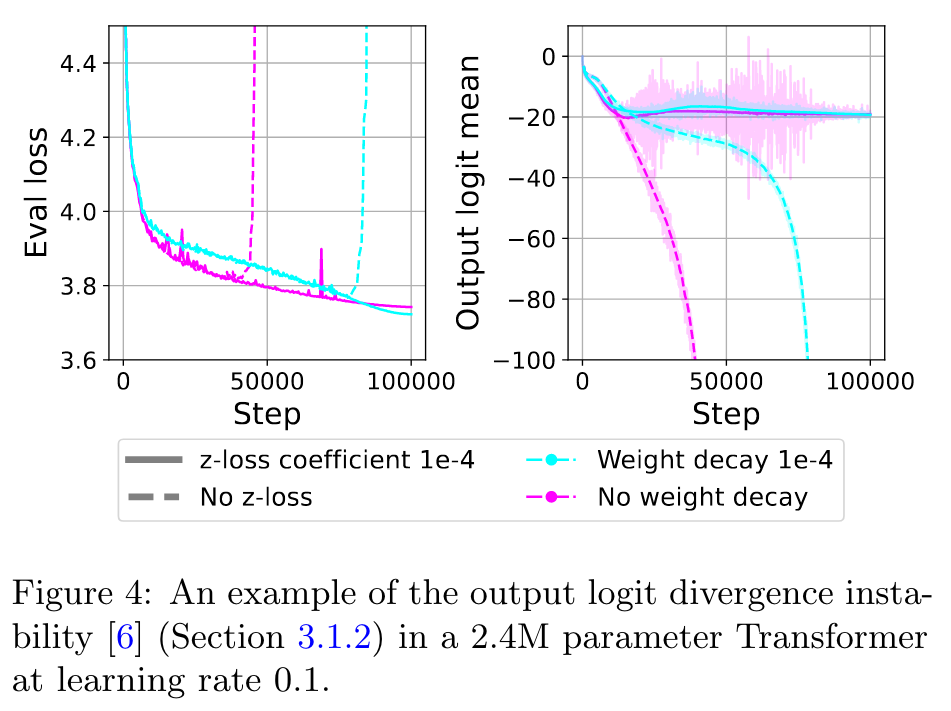 4.4
4.2
4.0
3.8
3.6
Eval loss
0 50000 100000
Step
0
−20
−40
−60
−80
−100
Output logit mean
0 50000 100000
Step
z-loss coefficient 1e-4
No z-loss
Weight decay 1e-4
No weight decay
Figure 4: An example of the output logit divergence insta-
bility [6] (Section 3.1.2) in a 2.4M parameter Transformer
at learning rate 0.1.